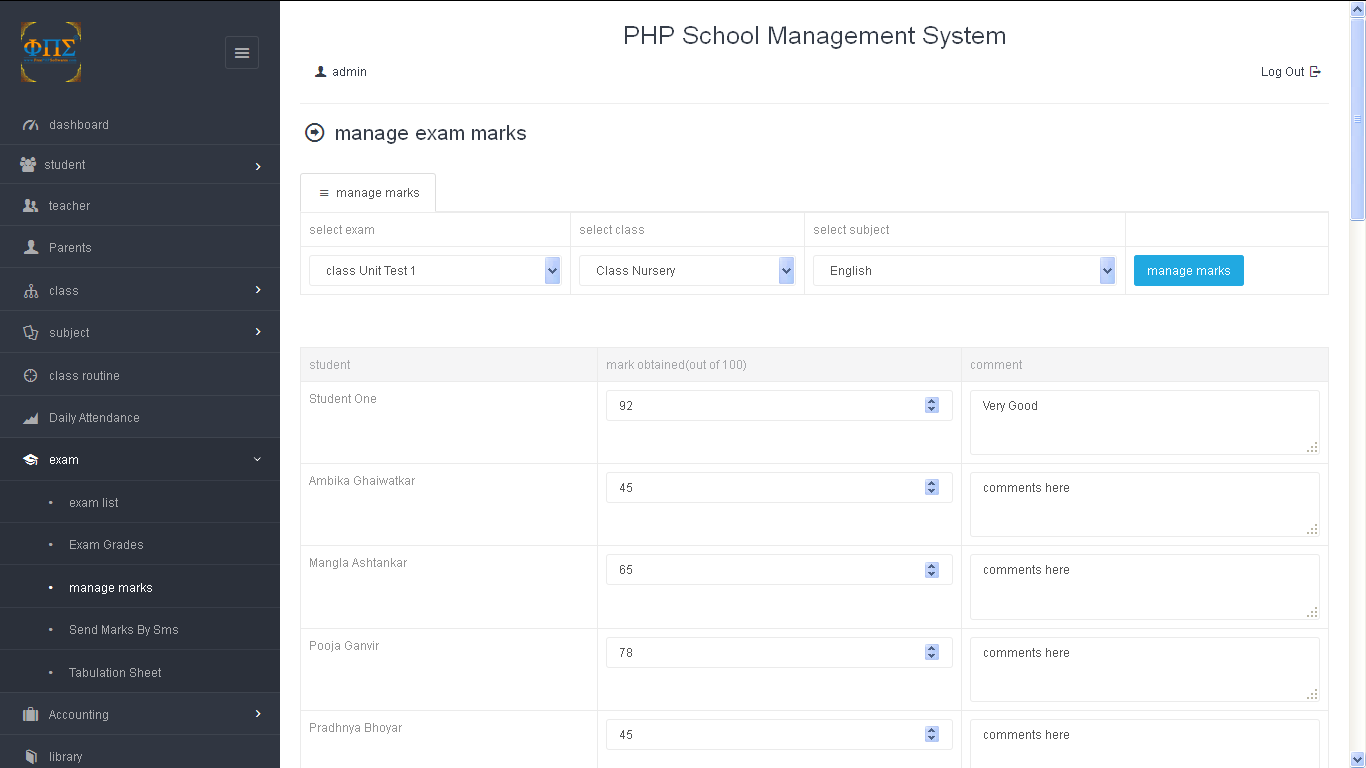 ΦΠΣ
PHP School Management System
admin
Log Out
dashboard
student
teacher
Parents
class
subject
class routine
Daily Attendance
exam
exam list
Exam Grades
manage marks
Send Marks By Sms
Tabulation Sheet
Accounting
library
manage exam marks
manage marks
select exam select class select subject
class Unit Test 1 Class Nursery English manage marks
student mark obtained(out of 100) comment
Student One 92 Very Good
Ambika Ghaiwatkar 45 comments here
Mangla Ashtankar 65 comments here
Pooja Ganvir 78 comments here
Pradhnya Bhoyar 45 comments here